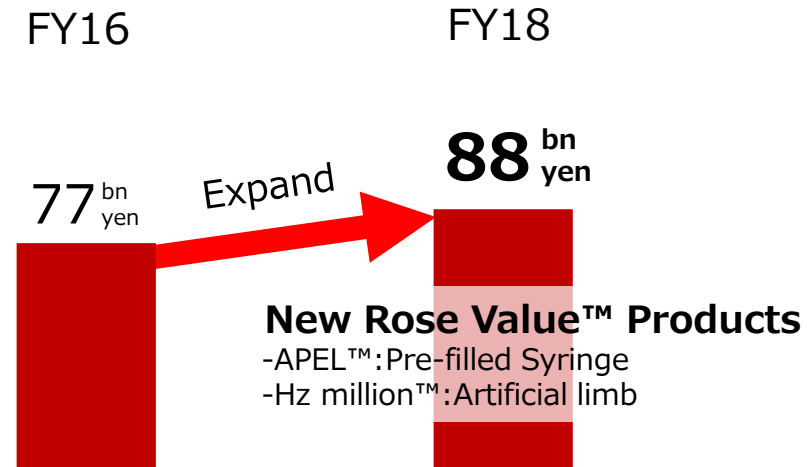 FY16
FY18
77 bn yen
88 bn yen
Expand
New Rose Value™ Products
-APEL™:Pre-filled Syringe
-Hz million™:Artificial limb